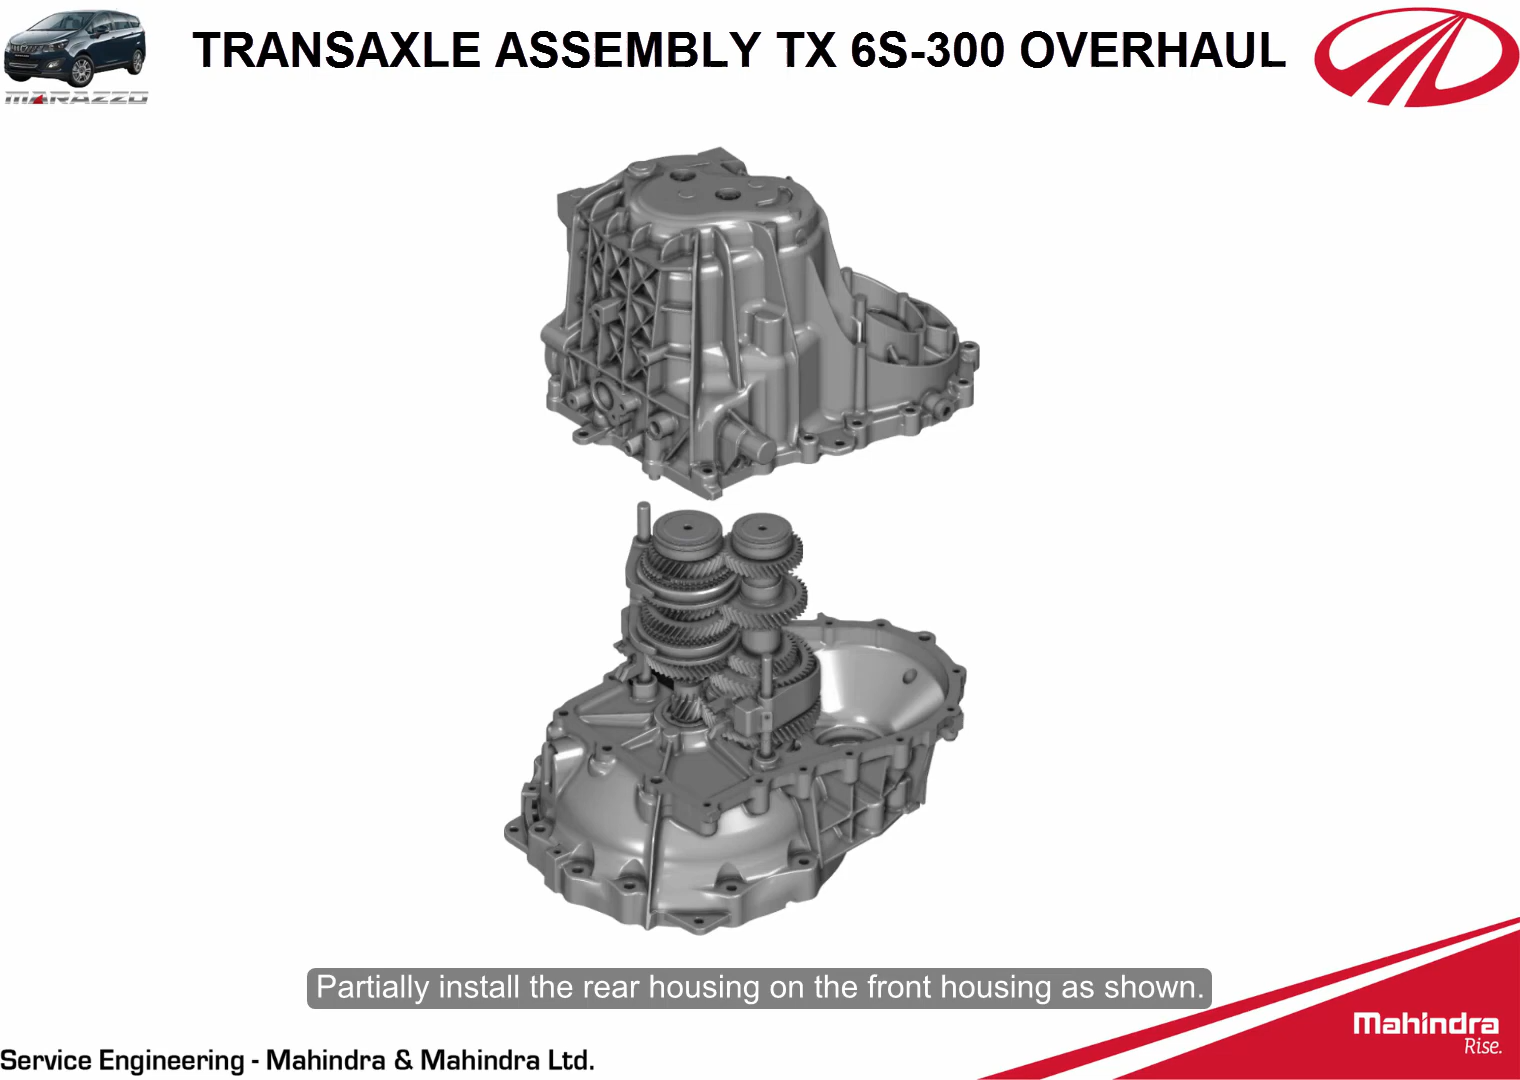 TRANSAXLE ASSEMBLY TX 6S-300 OVERHAUL
MARAZZO
Partially install the rear housing on the front housing as shown.
Mahindra
Rise.
Service Engineering - Mahindra & Mahindra Ltd.